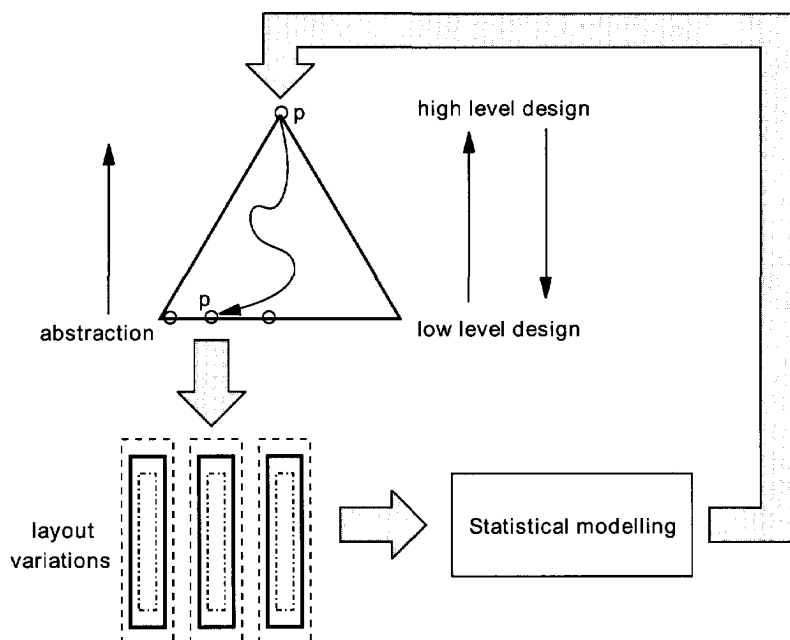 p
high level design
p
abstraction
low level design
layout
variations
Statistical modelling